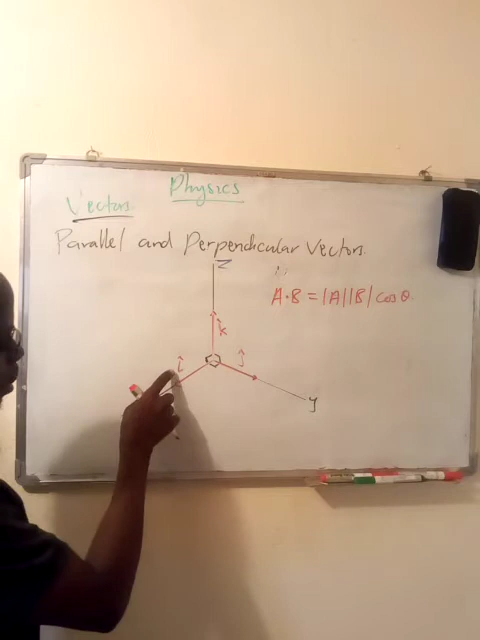 Physics
Vectors
Parallel and Perpendicular Vectors.
Z
A·B = |A||B| cos θ
k̂
î ĵ
y